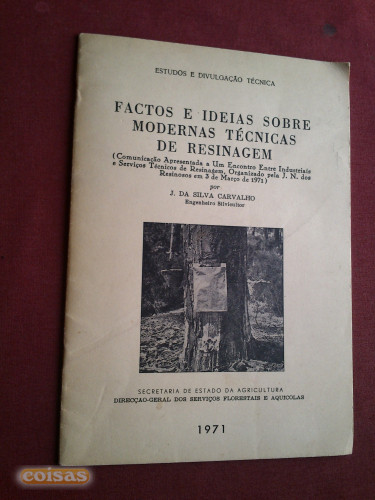 ESTUDOS E DIVULGAÇÃO TÉCNICA
FACTOS E IDEIAS SOBRE
MODERNAS TÉCNICAS
DE RESINAGEM
(Comunicação Apresentada a Um Encontro Entre Industriais
e Serviços Técnicos de Resinagem, Organizado pela J. N. dos
Resinosos em 3 de Março de 1971)
por
J. DA SILVA CARVALHO
Engenheiro Silvicultor
SECRETARIA DE ESTADO DA AGRICULTURA
DIRECÇÃO-GERAL DOS SERVIÇOS FLORESTAIS E AQUICOLAS
1971
coisas